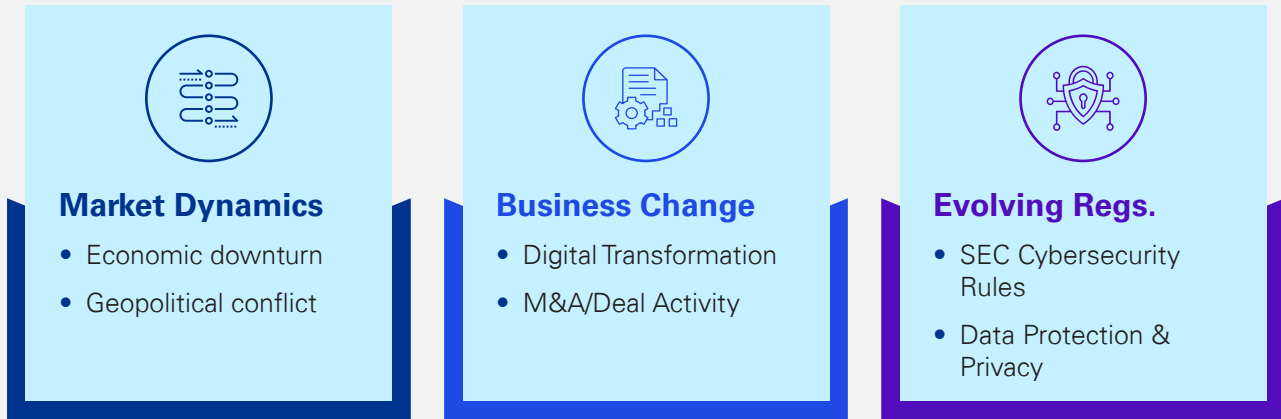 Market Dynamics
• Economic downturn
• Geopolitical conflict
Business Change
• Digital Transformation
• M&A/Deal Activity
Evolving Regs.
• SEC Cybersecurity
Rules
• Data Protection &
Privacy